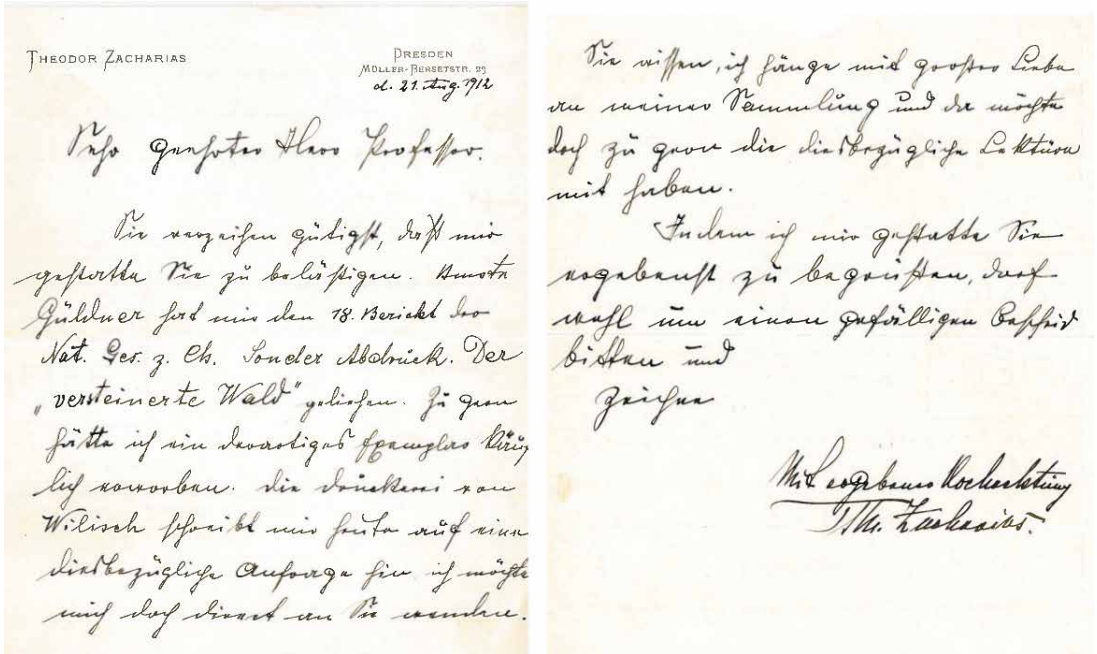 THEODOR ZACHARIAS
DRESDEN
MÜLLER-BERSETSTR. 29
d. 21. Aug. 1912
Sehr geehrter Herr Professor.
Sie verzeihen gütigst, daß mir
gestatte Sie zu belästigen.
Güldner hat mir den 18. Bericht der
Nat. Ges. z. Ch. Sonder Abdruck. Der
„versteinerte Wald" geliehen. Zu gern
hätte ich ein derartiges Exemplar käuf
lich erworben. Die Druckerei von
Wilisch schreibt mir heute auf eine
diesbezügliche Anfrage hin ich möchte
mich doch direct an Sie wenden.
Sie wissen, ich hänge mit großer Liebe
an meiner Sammlung und da möchte
doch zu gern die diesbezügliche Lektüre
mit haben.
Indem ich mir gestatte Sie
ergebenst zu begrüßen, darf
wohl um einen gefälligen Bescheid
bitten und
zeichne
Mit ergebener Hochachtung
Th. Zacharias.